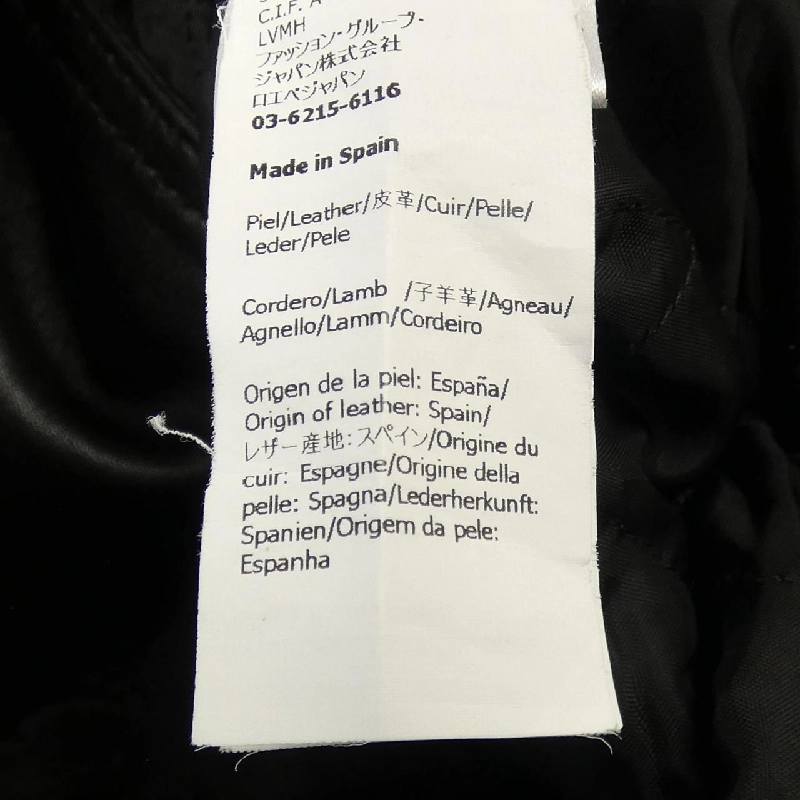 C.I.F. A
LVMH
ファッション・グループ・
ジャパン株式会社
ロエベジャパン
03-6215-6116
Made in Spain
Piel/Leather/皮革/Cuir/Pelle/
Leder/Pele
Cordero/Lamb /子羊革/Agneau/
Agnello/Lamm/Cordeiro
Origen de la piel: España/
Origin of leather: Spain/
レザー産地: スペイン/Origine du
cuir: Espagne/Origine della
pelle: Spagna/Lederherkunft:
Spanien/Origem da pele:
Espanha